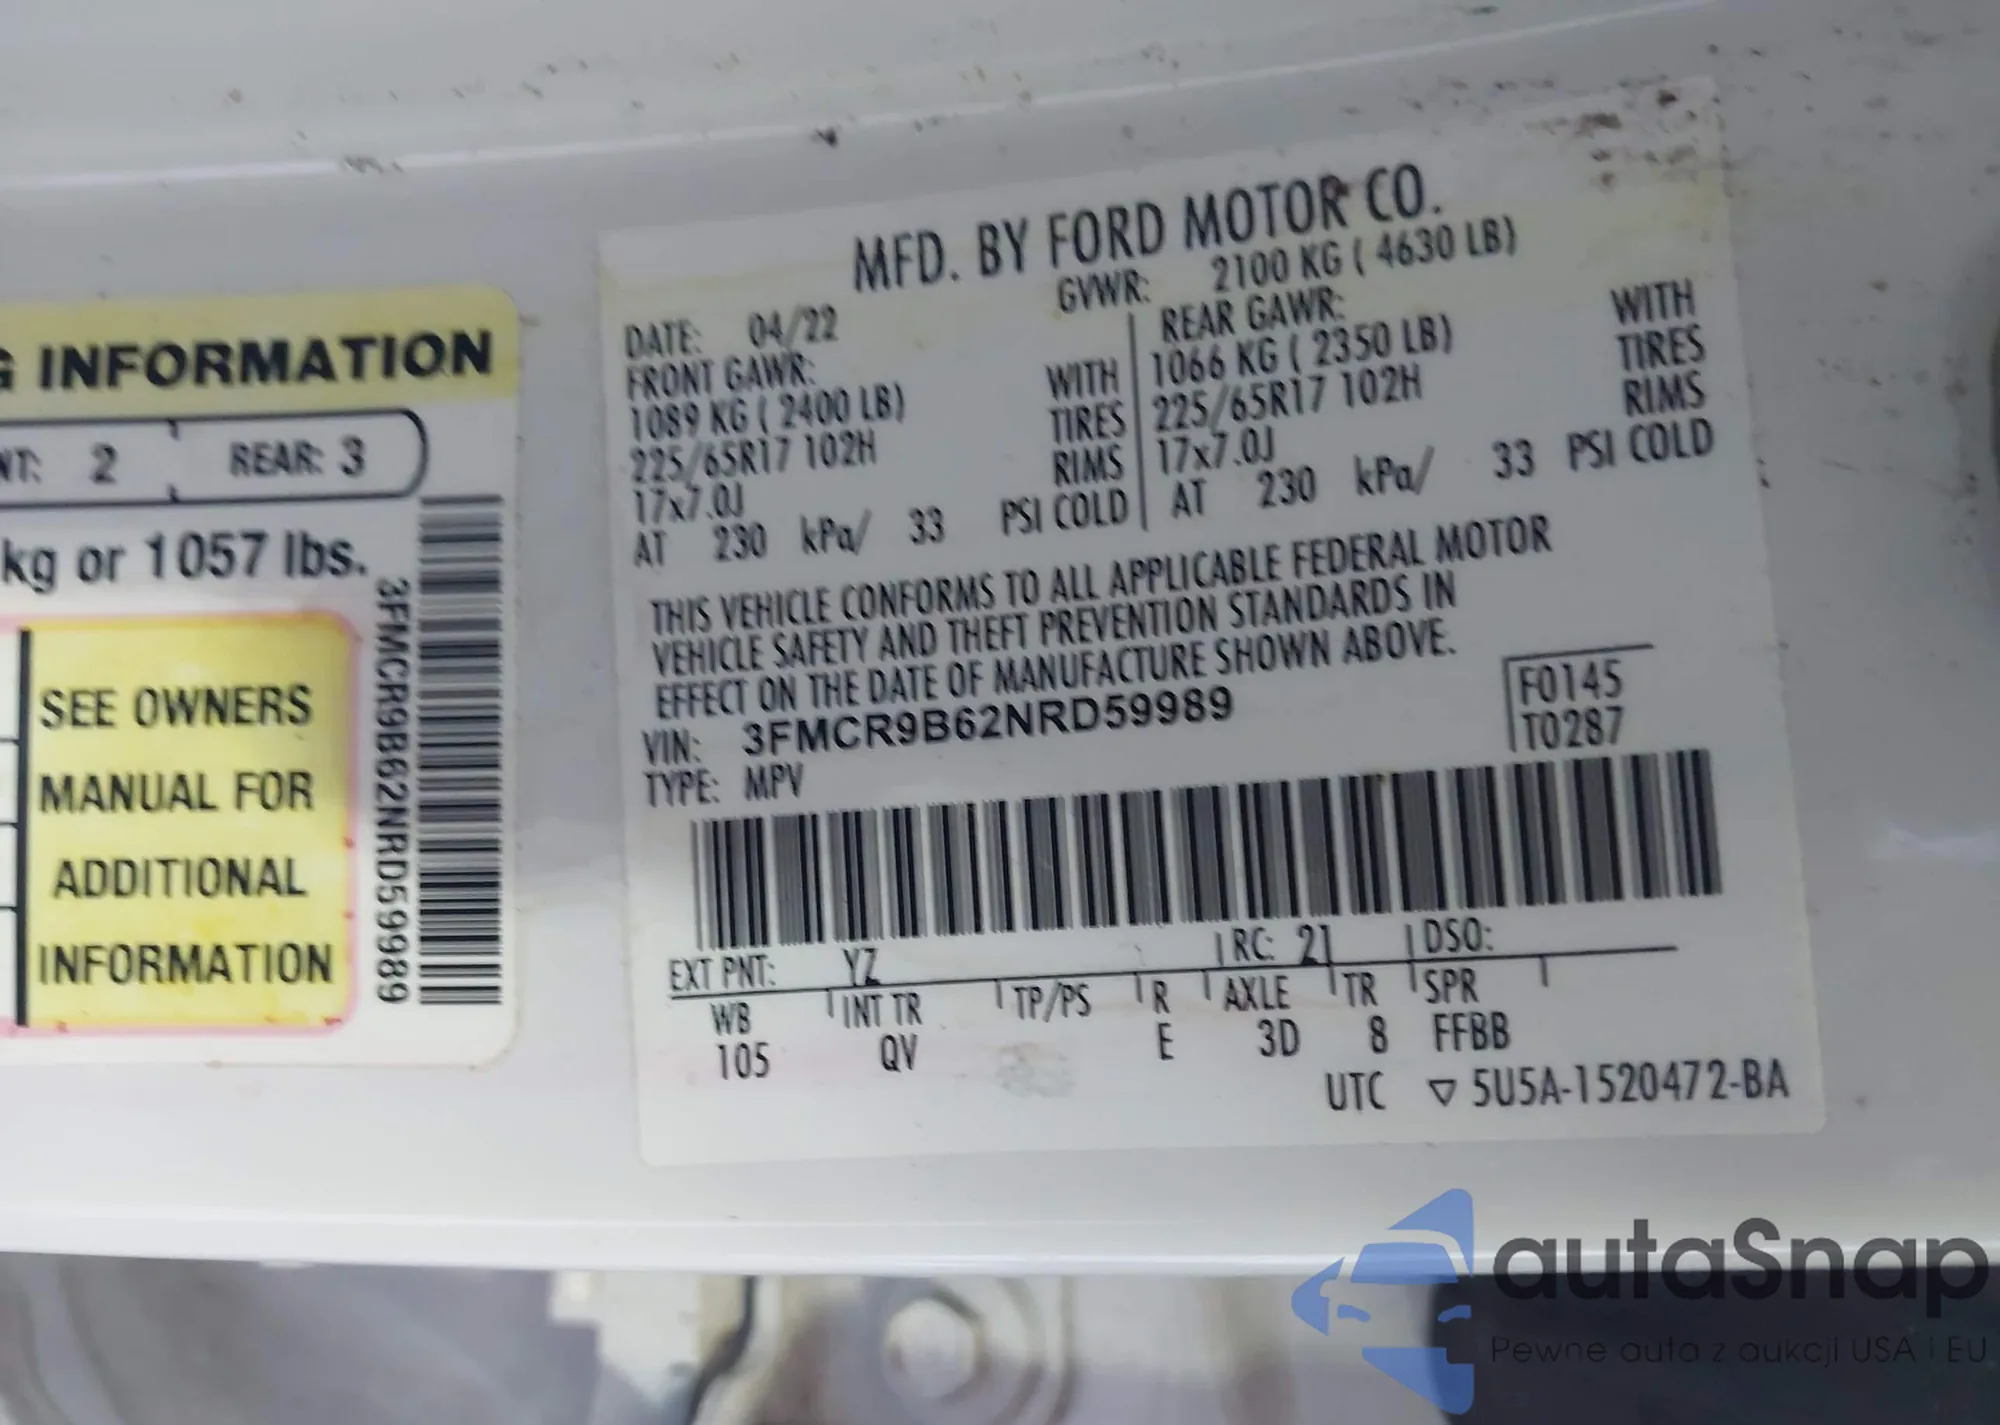 G INFORMATION
NT: 2 REAR: 3
kg or 1057 lbs.
SEE OWNERS
MANUAL FOR
ADDITIONAL
INFORMATION
3FMCR9B62NRD59989
MFD. BY FORD MOTOR CO.
GVWR: 2100 KG ( 4630 LB)
DATE: 04/22
FRONT GAWR:
1089 KG ( 2400 LB) WITH
225/65R17 102H TIRES
17x7.0J RIMS
AT 230 kPa/ 33 PSI COLD
REAR GAWR:
1066 KG ( 2350 LB) WITH
225/65R17 102H TIRES
17x7.0J RIMS
AT 230 kPa/ 33 PSI COLD
THIS VEHICLE CONFORMS TO ALL APPLICABLE FEDERAL MOTOR
VEHICLE SAFETY AND THEFT PREVENTION STANDARDS IN
EFFECT ON THE DATE OF MANUFACTURE SHOWN ABOVE.
VIN: 3FMCR9B62NRD59989
TYPE: MPV
F0145
T0287
EXT PNT: YZ RC: 21 DSO:
WB INT TR TP/PS R AXLE TR SPR
105 QV E 3D 8 FFBB
UTC ▽ 5U5A-1520472-BA
autaSnap
Pewne auta z aukcji USA i EU